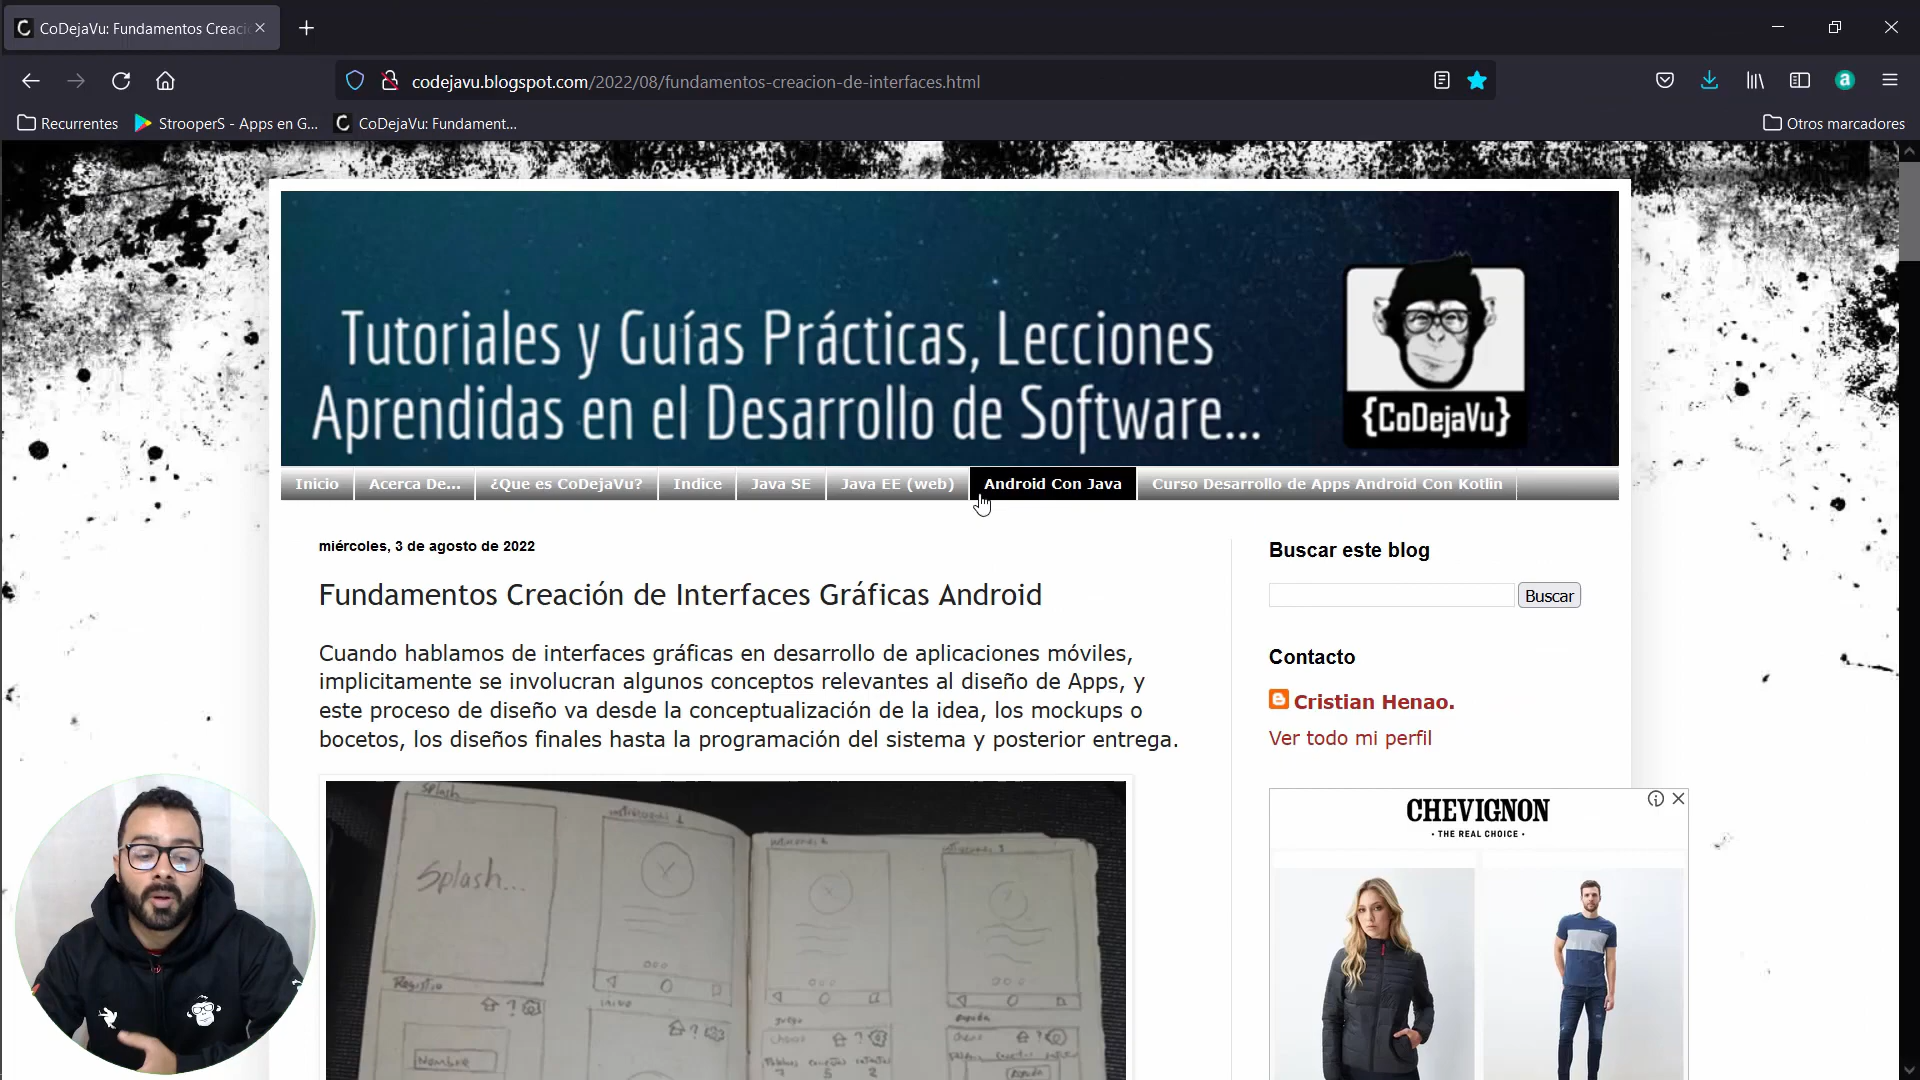 CoDejaVu: Fundamentos Creaci
codejavu.blogspot.com/2022/08/fundamentos-creacion-de-interfaces.html
Recurrentes
StrooperS - Apps en G...
CoDejaVu: Fundament...
Otros marcadores
Tutoriales y Guías Prácticas, Lecciones
Aprendidas en el Desarrollo de Software...
{CoDejaVu}
Inicio
Acerca De...
¿Que es CoDejaVu?
Indice
Java SE
Java EE (web)
Android Con Java
Curso Desarrollo de Apps Android Con Kotlin
miércoles, 3 de agosto de 2022
Fundamentos Creación de Interfaces Gráficas Android
Cuando hablamos de interfaces gráficas en desarrollo de aplicaciones móviles,
implicitamente se involucran algunos conceptos relevantes al diseño de Apps, y
este proceso de diseño va desde la conceptualización de la idea, los mockups o
bocetos, los diseños finales hasta la programación del sistema y posterior entrega.
Splash
Splash...
Registro
Nombre
inicio
juego
Buscar este blog
Buscar
Contacto
Cristian Henao.
Ver todo mi perfil
CHEVIGNON
• THE REAL CHOICE •